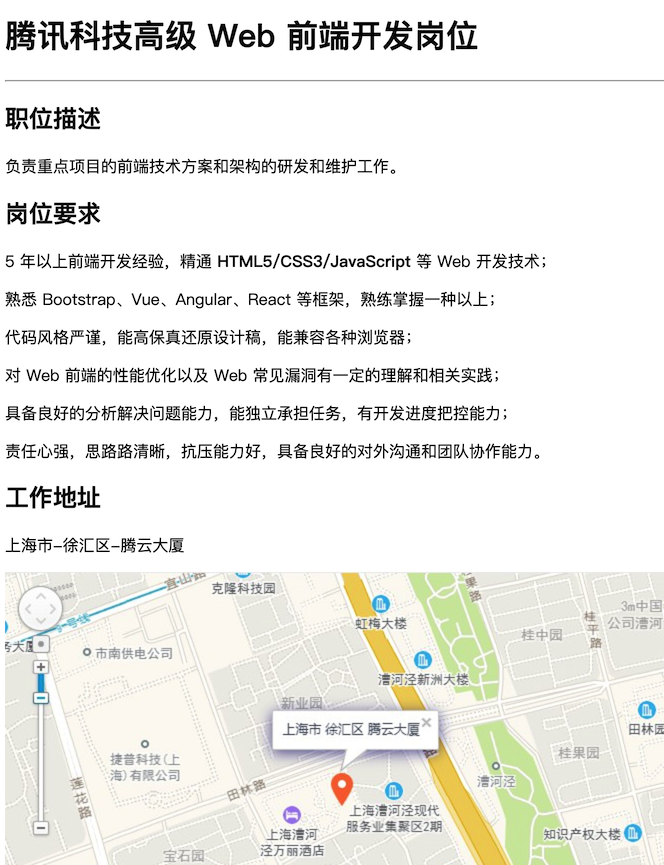 腾讯科技高级 Web 前端开发岗位
职位描述
负责重点项目的前端技术方案和架构的研发和维护工作。
岗位要求
5 年以上前端开发经验，精通 HTML5/CSS3/JavaScript 等 Web 开发技术；
熟悉 Bootstrap、Vue、Angular、React 等框架，熟练掌握一种以上；
代码风格严谨，能高保真还原设计稿，能兼容各种浏览器；
对 Web 前端的性能优化以及 Web 常见漏洞有一定的理解和相关实践；
具备良好的分析解决问题能力，能独立承担任务，有开发进度把控能力；
责任心强，思路路清晰，抗压能力好，具备良好的对外沟通和团队协作能力。
工作地址
上海市-徐汇区-腾云大厦
宜山路
克隆科技园
果路
3m中国
公司漕河
虹梅大楼
桂平路
桂中园
号线
务大厦
市南供电公司
漕河泾新洲大楼
新业园
上海市 徐汇区 腾云大厦
田林园
捷普科技(上
海)有限公司
桂果园
漕河泾
莲花路
田林路
上海漕河泾现代
服务业集聚区2期
上海漕河
泾万丽酒店
知识产权大楼
宝石园